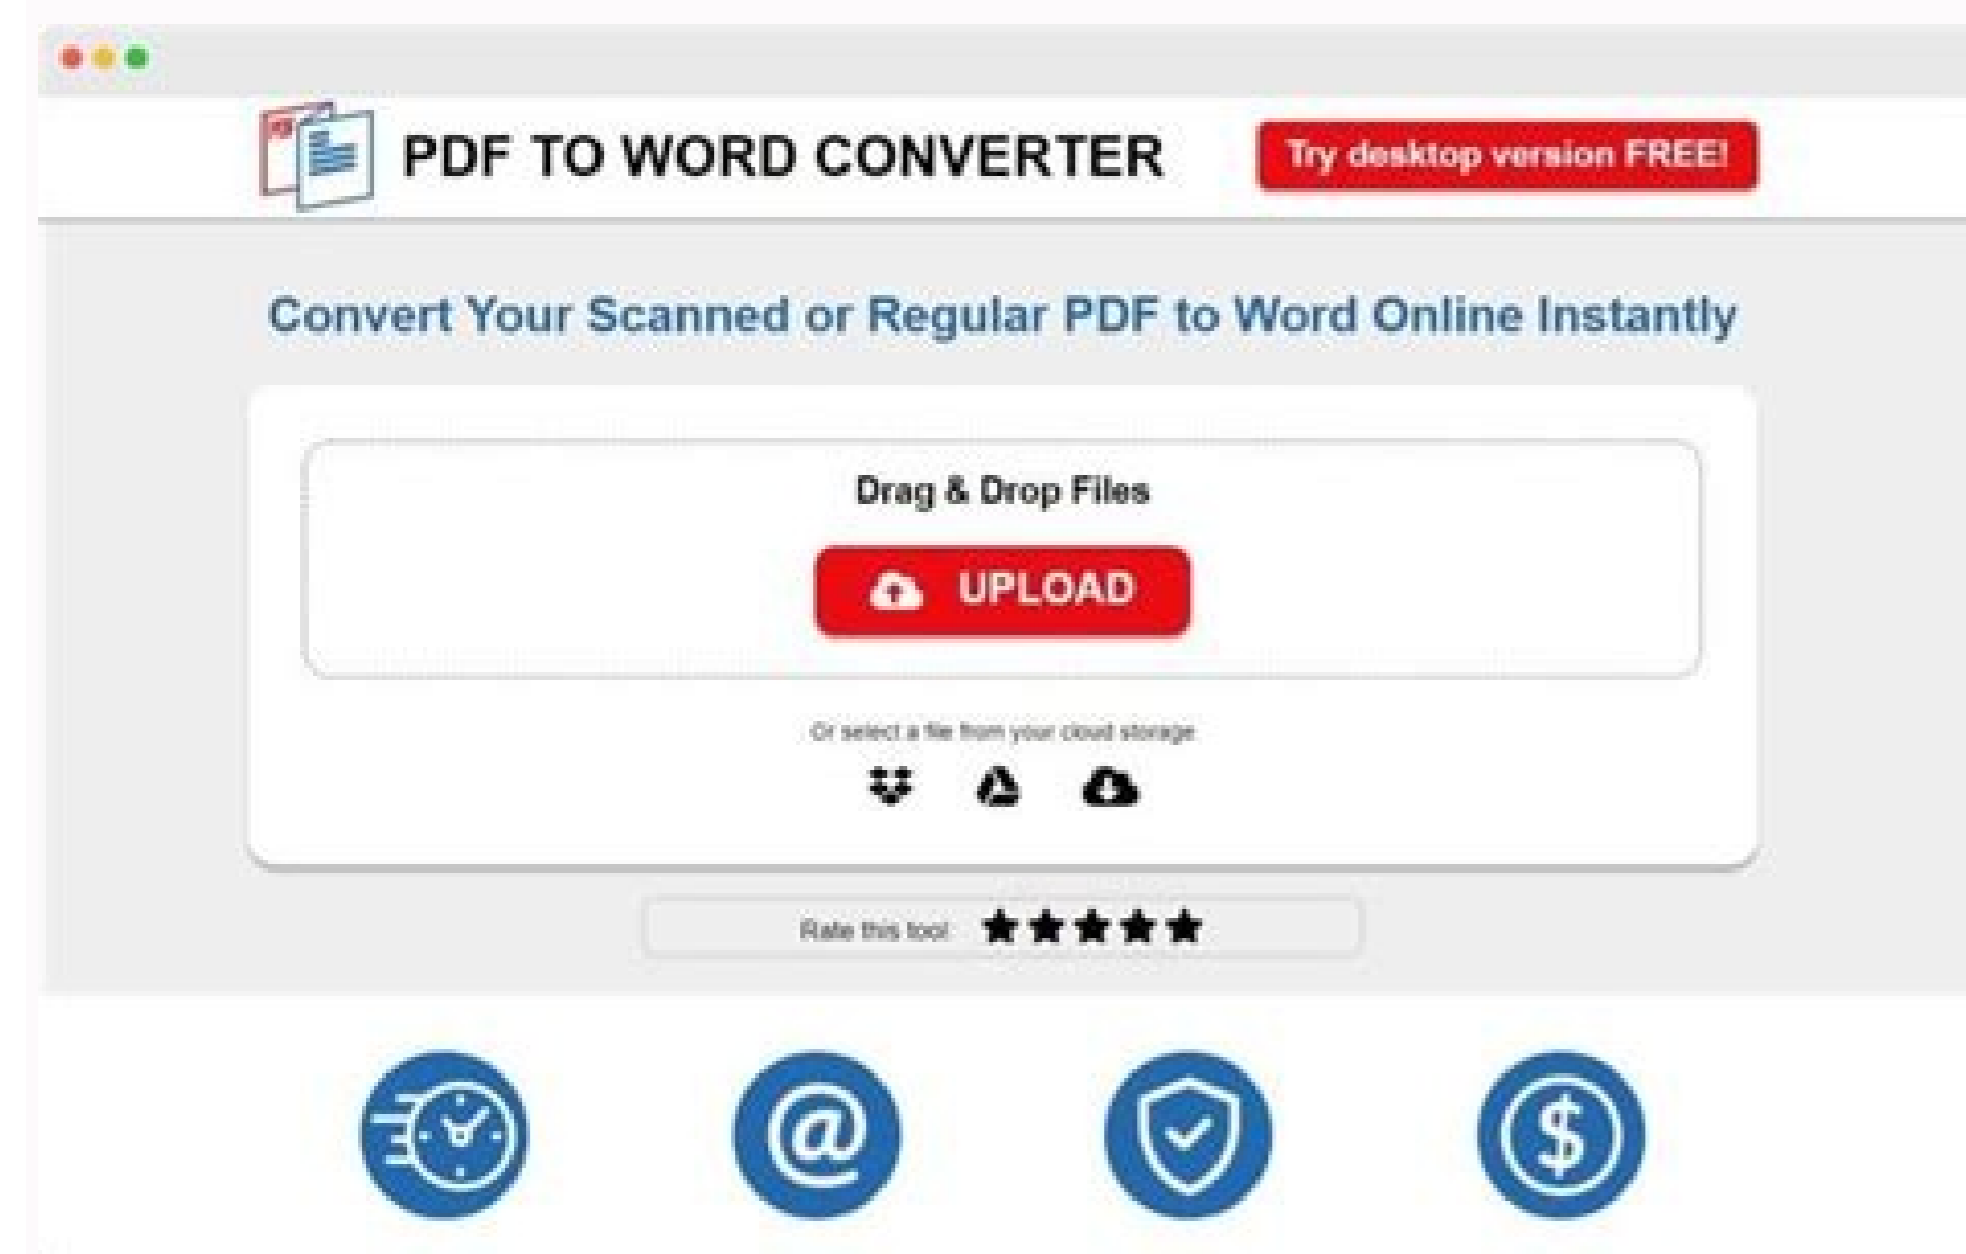 PDF TO WORD CONVERTER
Try desktop version FREE!
Convert Your Scanned or Regular PDF to Word Online Instantly
Drag & Drop Files
UPLOAD
Or select a file from your cloud storage
Rate this tool